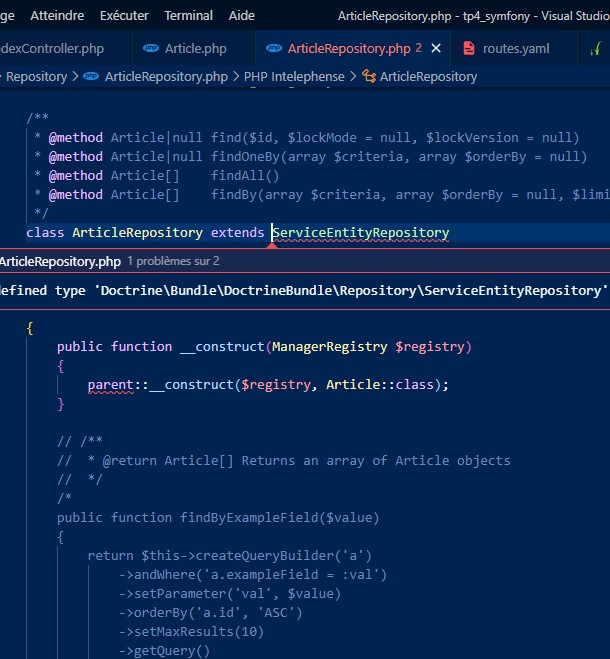 ge Atteindre Exécuter Terminal Aide ArticleRepository.php - tp4_symfony - Visual Studio
dexController.php Article.php ArticleRepository.php 2 × routes.yaml
Repository > ArticleRepository.php > PHP Intelephense > ArticleRepository
/**
* @method Article|null find($id, $lockMode = null, $lockVersion = null)
* @method Article|null findOneBy(array $criteria, array $orderBy = null)
* @method Article[] findAll()
* @method Article[] findBy(array $criteria, array $orderBy = null, $limi
*/
class ArticleRepository extends ServiceEntityRepository
ArticleRepository.php 1 problèmes sur 2
efined type 'Doctrine\Bundle\DoctrineBundle\Repository\ServiceEntityRepository'
{
public function __construct(ManagerRegistry $registry)
{
parent::__construct($registry, Article::class);
}
// /**
// * @return Article[] Returns an array of Article objects
// */
/*
public function findByExampleField($value)
{
return $this->createQueryBuilder('a')
->andWhere('a.exampleField = :val')
->setParameter('val', $value)
->orderBy('a.id', 'ASC')
->setMaxResults(10)
->getQuery()